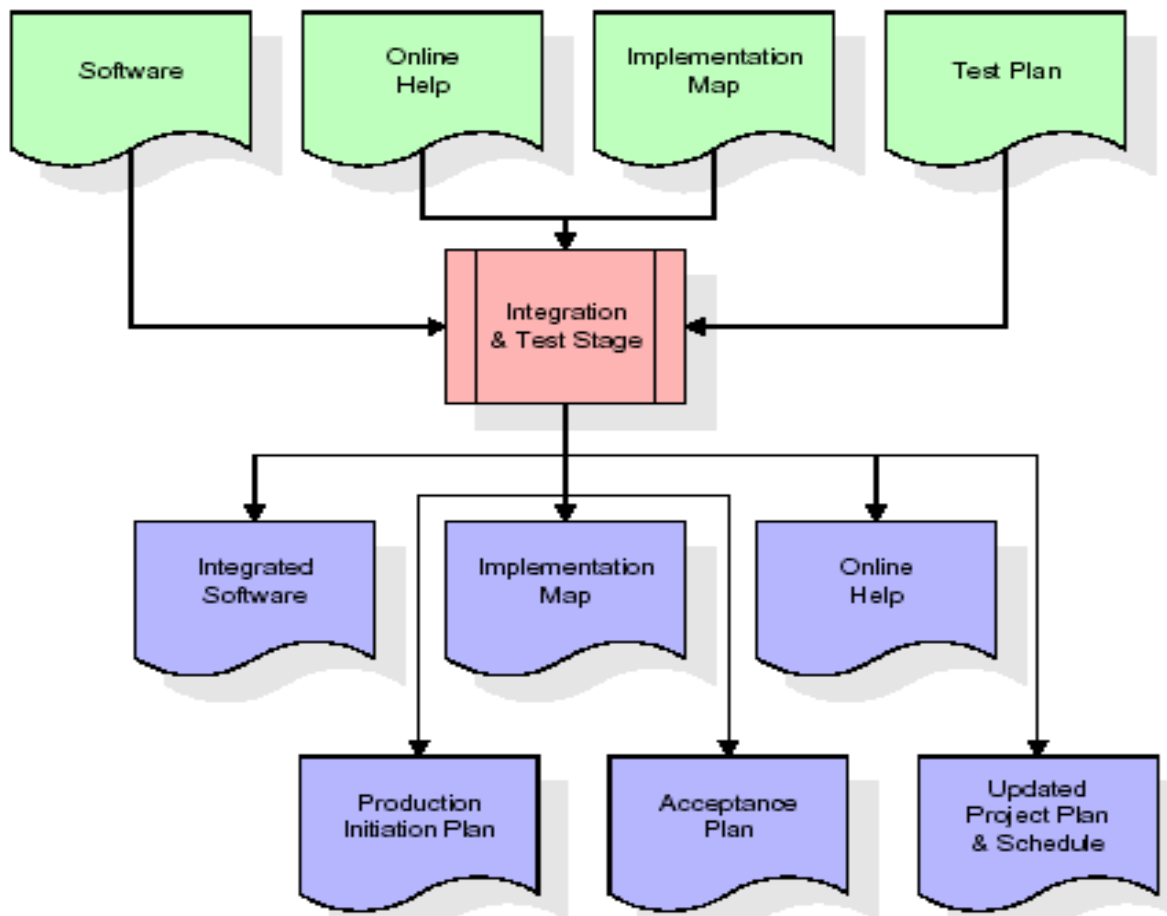 Software
Online
Help
Implementation
Map
Test Plan
Integration
& Test Stage
Integrated
Software
Implementation
Map
Online
Help
Production
Initiation Plan
Acceptance
Plan
Updated
Project Plan
& Schedule